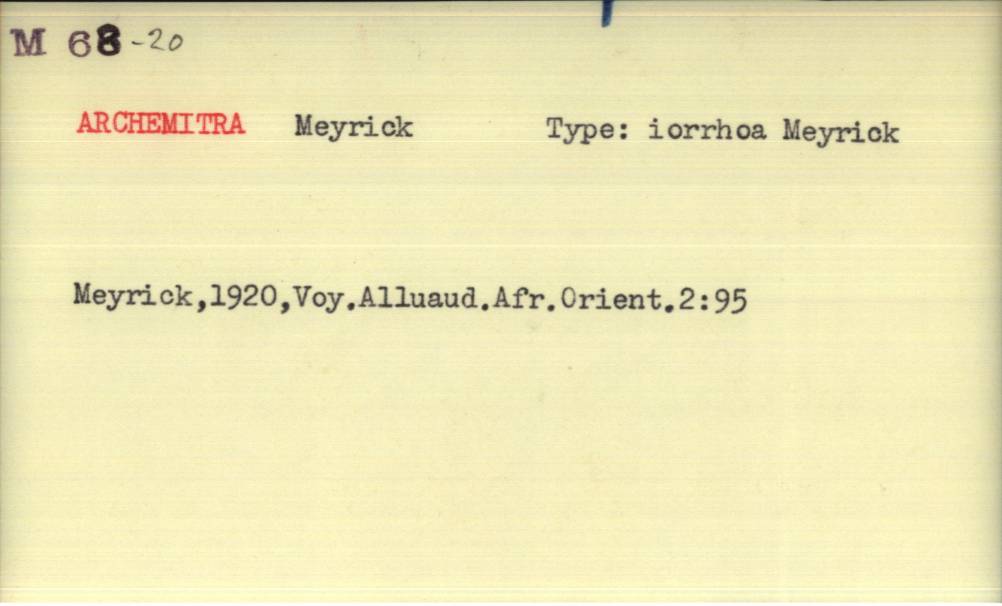 M 68-20
ARCHEMITRA Meyrick Type: iorrhoa Meyrick
Meyrick,1920,Voy.Alluaud.Afr.Orient.2:95